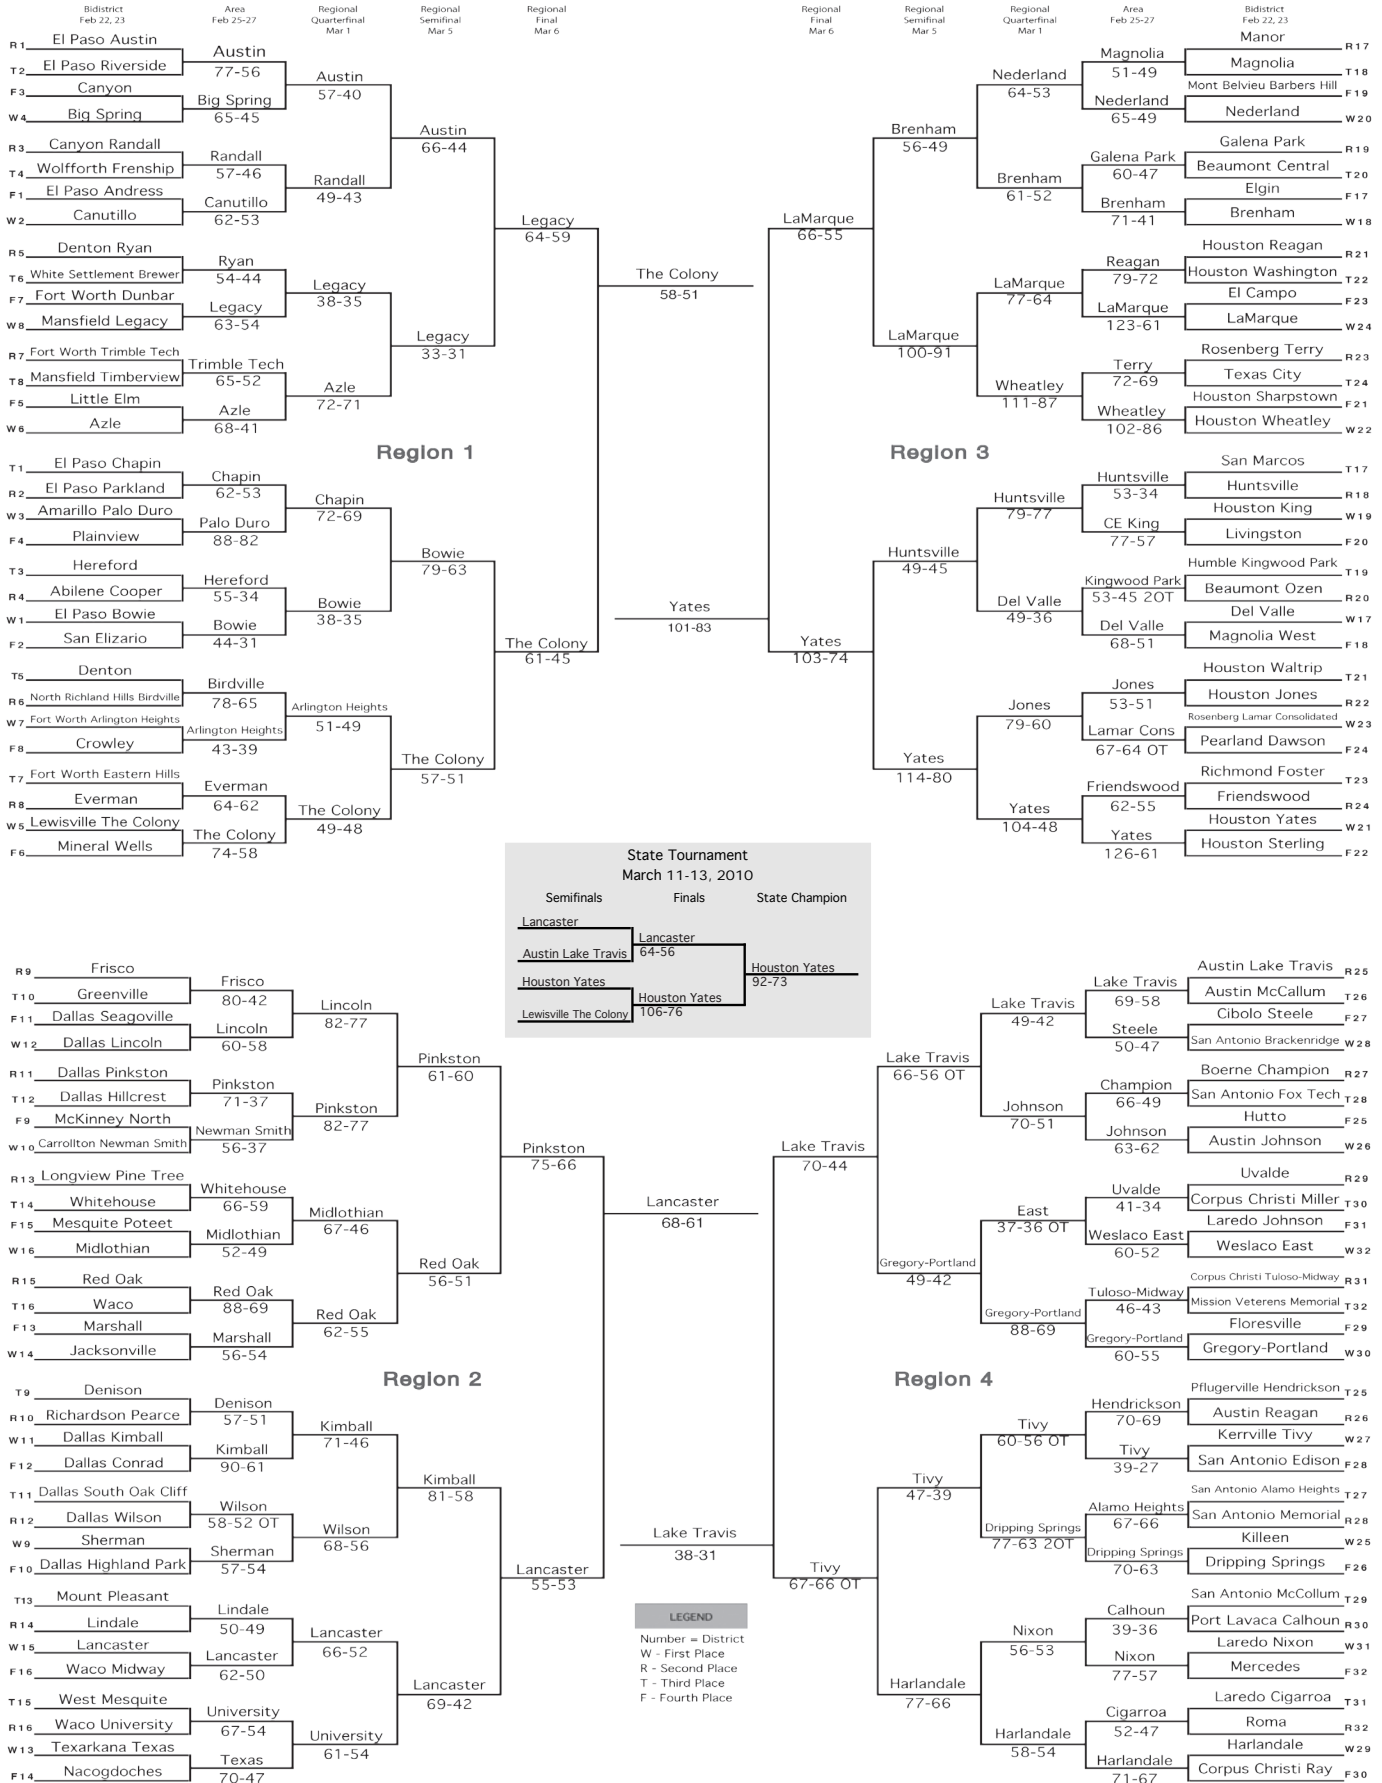 Bidistrict
Feb 22, 23
Area
Feb 25-27
Regional
Quarterfinal
Mar 1
Regional
Semifinal
Mar 5
Regional
Final
Mar 6
Regional
Final
Mar 6
Regional
Semifinal
Mar 5
Regional
Quarterfinal
Mar 1
Area
Feb 25-27
Bidistrict
Feb 22, 23
R1 El Paso Austin
T2 El Paso Riverside
F3 Canyon
W4 Big Spring
R3 Canyon Randall
T4 Wolfforth Frenship
F1 El Paso Andress
W2 Canutillo
R5 Denton Ryan
T6 White Settlement Brewer
F7 Fort Worth Dunbar
W8 Mansfield Legacy
R7 Fort Worth Trimble Tech
T8 Mansfield Timberview
F5 Little Elm
W6 Azle
Austin
77-56
Big Spring
65-45
Randall
57-46
Canutillo
62-53
Ryan
54-44
Legacy
63-54
Trimble Tech
65-52
Azle
68-41
Austin
57-40
Randall
49-43
Legacy
38-35
Azle
72-71
Austin
66-44
Legacy
33-31
Legacy
64-59
The Colony
58-51
Region 1
T1 El Paso Chapin
R2 El Paso Parkland
W3 Amarillo Palo Duro
F4 Plainview
T3 Hereford
R4 Abilene Cooper
W1 El Paso Bowie
F2 San Elizario
T5 Denton
R6 North Richland Hills Birdville
W7 Fort Worth Arlington Heights
F8 Crowley
T7 Fort Worth Eastern Hills
R8 Everman
W5 Lewisville The Colony
F6 Mineral Wells
Chapin
62-53
Palo Duro
88-82
Hereford
55-34
Bowie
44-31
Birdville
78-65
Arlington Heights
43-39
Everman
64-62
The Colony
74-58
Chapin
72-69
Bowie
38-35
Arlington Heights
51-49
The Colony
49-48
Bowie
79-63
The Colony
57-51
The Colony
61-45
Manor R17
Magnolia T18
Mont Belvieu Barbers Hill F19
Nederland W20
Galena Park R19
Beaumont Central T20
Elgin F17
Brenham W18
Houston Reagan R21
Houston Washington T22
El Campo F23
LaMarque W24
Rosenberg Terry R23
Texas City T24
Houston Sharpstown F21
Houston Wheatley W22
Magnolia
51-49
Nederland
65-49
Galena Park
60-47
Brenham
71-41
Reagan
79-72
LaMarque
123-61
Terry
72-69
Wheatley
102-86
Nederland
64-53
Brenham
61-52
LaMarque
77-64
Wheatley
111-87
Brenham
56-49
LaMarque
100-91
LaMarque
66-55
Yates
101-83
Region 3
San Marcos T17
Huntsville R18
Houston King W19
Livingston F20
Humble Kingwood Park T19
Beaumont Ozen R20
Del Valle W17
Magnolia West F18
Houston Waltrip T21
Houston Jones R22
Rosenberg Lamar Consolidated W23
Pearland Dawson F24
Richmond Foster T23
Friendswood R24
Houston Yates W21
Houston Sterling F22
Huntsville
53-34
CE King
77-57
Kingwood Park
53-45 2OT
Del Valle
68-51
Jones
53-51
Lamar Cons
67-64 OT
Friendswood
62-55
Yates
126-61
Huntsville
79-77
Del Valle
49-36
Jones
79-60
Yates
104-48
Huntsville
49-45
Yates
114-80
Yates
103-74
State Tournament
March 11-13, 2010
Semifinals Finals State Champion
Lancaster
Austin Lake Travis
Houston Yates
Lewisville The Colony
Lancaster
64-56
Houston Yates
106-76
Houston Yates
92-73
R9 Frisco
T10 Greenville
F11 Dallas Seagoville
W12 Dallas Lincoln
R11 Dallas Pinkston
T12 Dallas Hillcrest
F9 McKinney North
W10 Carrollton Newman Smith
R13 Longview Pine Tree
T14 Whitehouse
F15 Mesquite Poteet
W16 Midlothian
R15 Red Oak
T16 Waco
F13 Marshall
W14 Jacksonville
Frisco
80-42
Lincoln
60-58
Pinkston
71-37
Newman Smith
56-37
Whitehouse
66-59
Midlothian
52-49
Red Oak
88-69
Marshall
56-54
Lincoln
82-77
Pinkston
82-77
Midlothian
67-46
Red Oak
62-55
Pinkston
61-60
Red Oak
56-51
Pinkston
75-66
Lancaster
68-61
Region 2
T9 Denison
R10 Richardson Pearce
W11 Dallas Kimball
F12 Dallas Conrad
T11 Dallas South Oak Cliff
R12 Dallas Wilson
W9 Sherman
F10 Dallas Highland Park
T13 Mount Pleasant
R14 Lindale
W15 Lancaster
F16 Waco Midway
T15 West Mesquite
R16 Waco University
W13 Texarkana Texas
F14 Nacogdoches
Denison
57-51
Kimball
90-61
Wilson
58-52 OT
Sherman
57-54
Lindale
50-49
Lancaster
62-50
University
67-54
Texas
70-47
Kimball
71-46
Wilson
68-56
Lancaster
66-52
University
61-54
Kimball
81-58
Lancaster
69-42
Lancaster
55-53
Austin Lake Travis R25
Austin McCallum T26
Cibolo Steele F27
San Antonio Brackenridge W28
Boerne Champion R27
San Antonio Fox Tech T28
Hutto F25
Austin Johnson W26
Uvalde R29
Corpus Christi Miller T30
Laredo Johnson F31
Weslaco East W32
Corpus Christi Tuloso-Midway R31
Mission Veterens Memorial T32
Floresville F29
Gregory-Portland W30
Lake Travis
69-58
Steele
50-47
Champion
66-49
Johnson
63-62
Uvalde
41-34
Weslaco East
60-52
Tuloso-Midway
46-43
Gregory-Portland
60-55
Lake Travis
49-42
Johnson
70-51
East
37-36 OT
Gregory-Portland
88-69
Lake Travis
66-56 OT
Gregory-Portland
49-42
Lake Travis
70-44
Lake Travis
38-31
Region 4
Pflugerville Hendrickson T25
Austin Reagan R26
Kerrville Tivy W27
San Antonio Edison F28
San Antonio Alamo Heights T27
San Antonio Memorial R28
Killeen W25
Dripping Springs F26
San Antonio McCollum T29
Port Lavaca Calhoun R30
Laredo Nixon W31
Mercedes F32
Laredo Cigarroa T31
Roma R32
Harlandale W29
Corpus Christi Ray F30
Hendrickson
70-69
Tivy
39-27
Alamo Heights
67-66
Dripping Springs
70-63
Calhoun
39-36
Nixon
77-57
Cigarroa
52-47
Harlandale
71-67
Tivy
60-56 OT
Dripping Springs
77-63 2OT
Nixon
56-53
Harlandale
58-54
Tivy
47-39
Harlandale
77-66
Tivy
67-66 OT
LEGEND
Number = District
W - First Place
R - Second Place
T - Third Place
F - Fourth Place